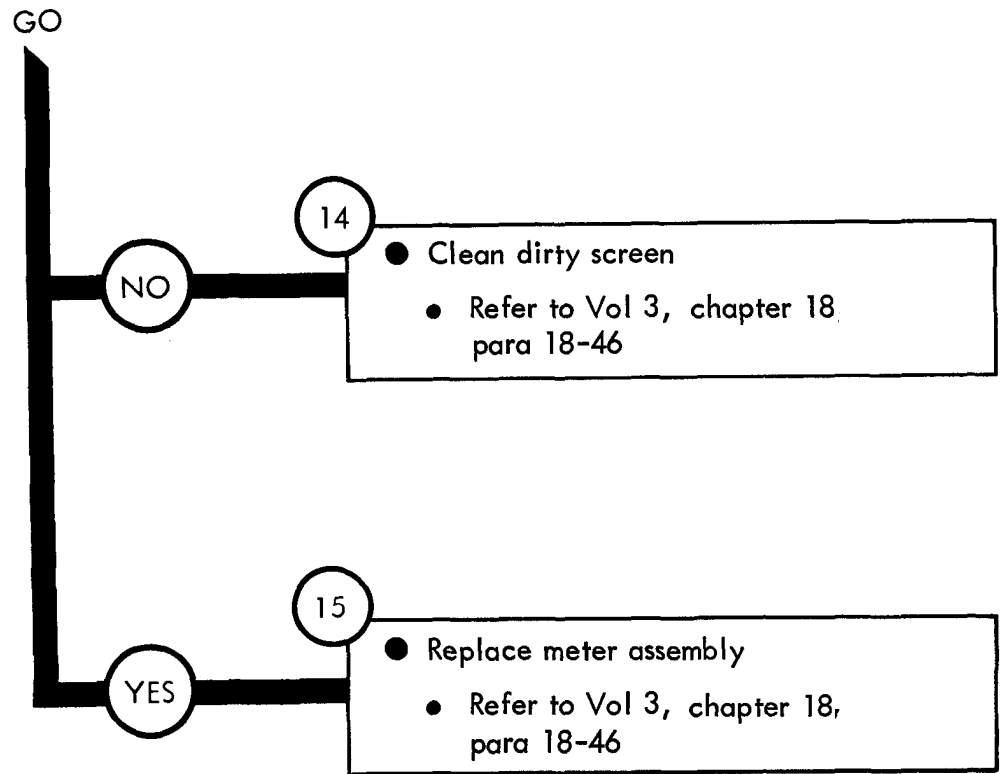 GO
14
● Clean dirty screen
NO
● Refer to Vol 3, chapter 18
para 18-46
15
● Replace meter assembly
YES
● Refer to Vol 3, chapter 18,
para 18-46